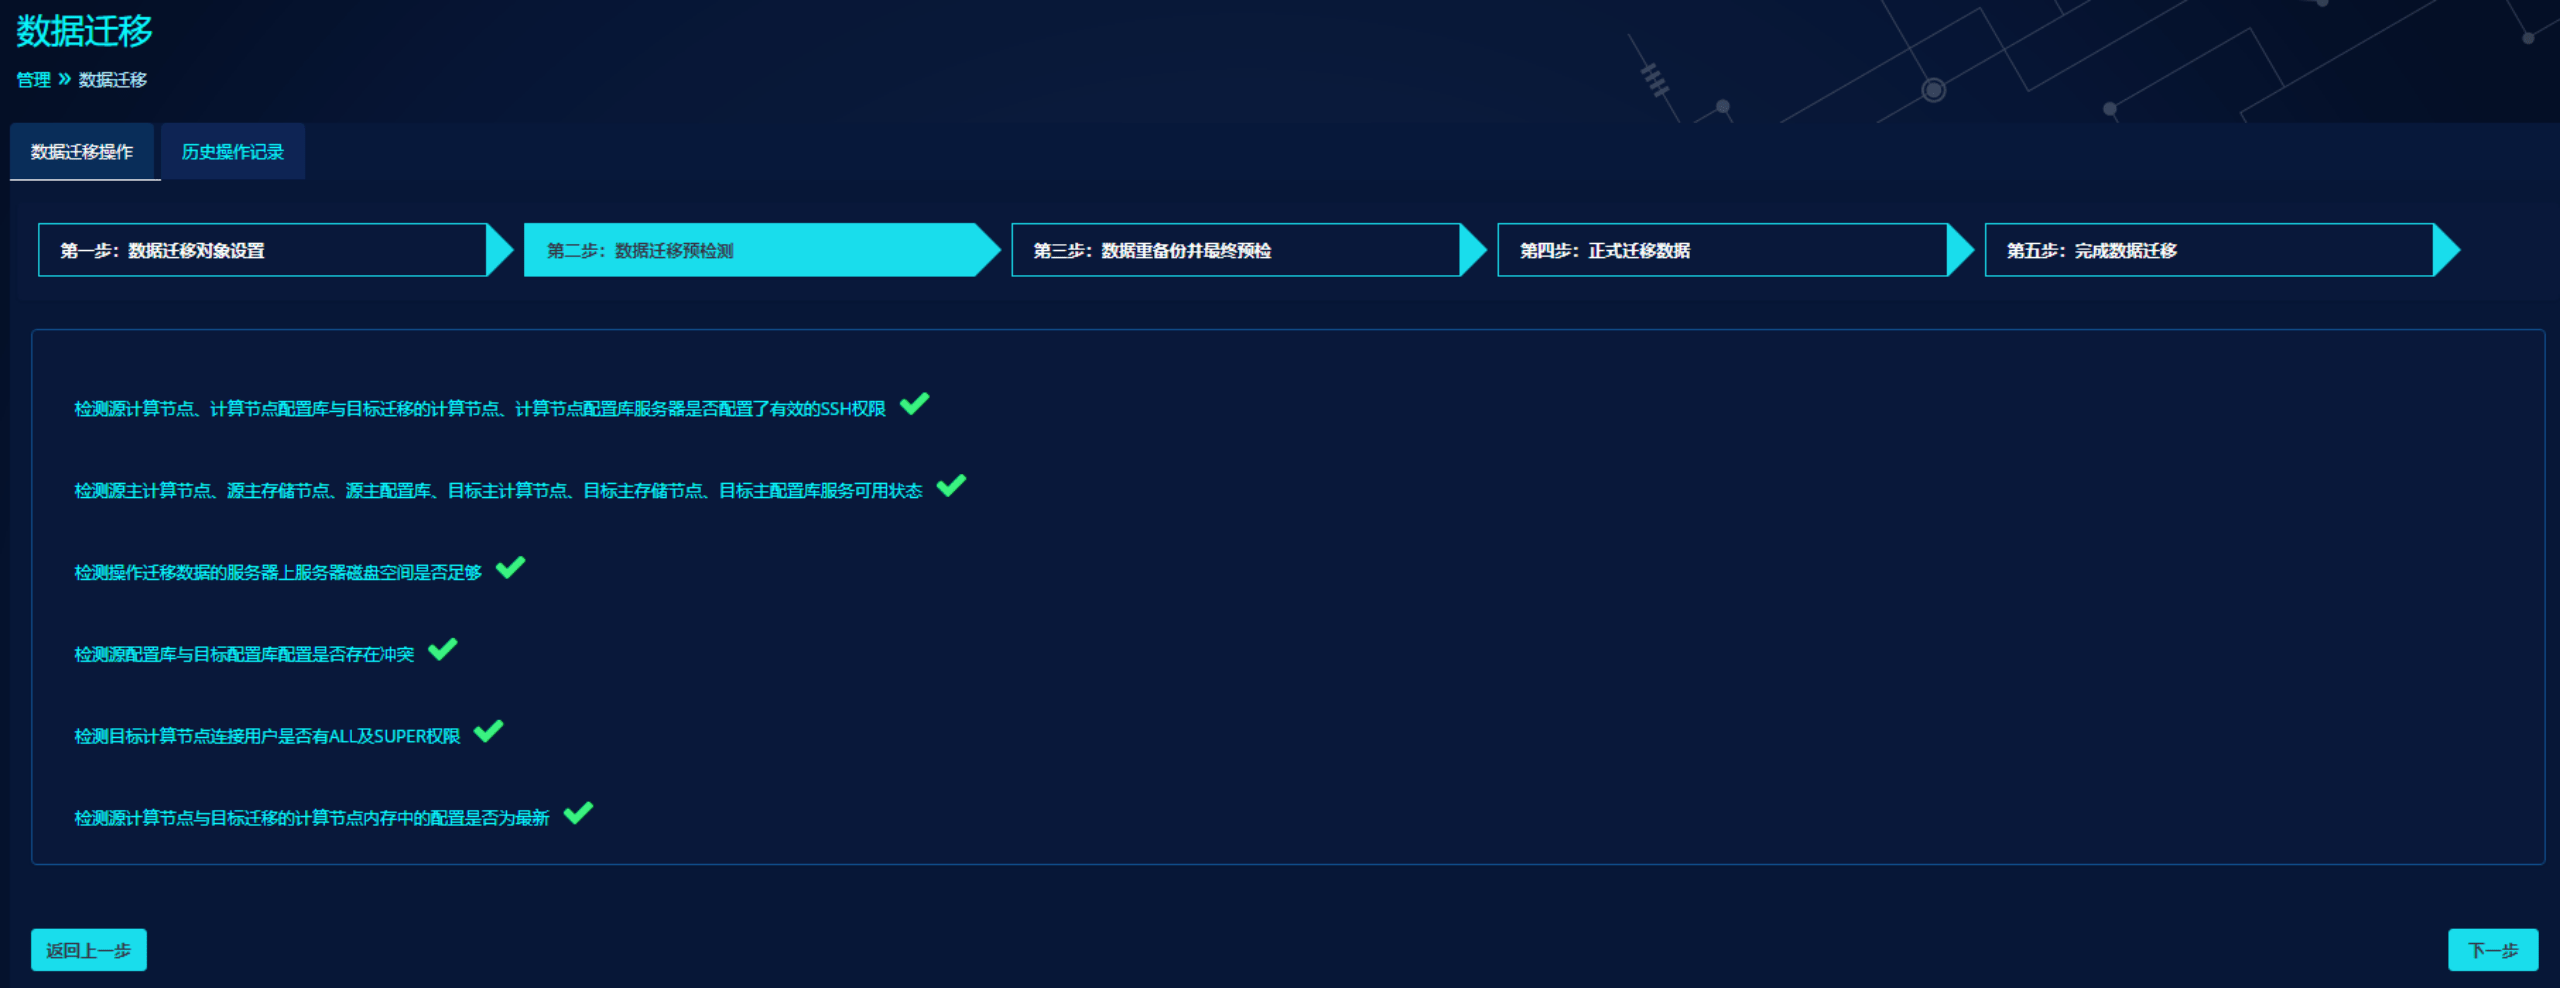 数据迁移
管理 » 数据迁移
数据迁移操作 历史操作记录
第一步：数据迁移对象设置 第二步：数据迁移预检测 第三步：数据重备份并最终预检 第四步：正式迁移数据 第五步：完成数据迁移
检测源计算节点、计算节点配置库与目标迁移的计算节点、计算节点配置库服务器是否配置了有效的SSH权限
检测源主计算节点、源主存储节点、源主配置库、目标主计算节点、目标主存储节点、目标主配置库服务可用状态
检测操作迁移数据的服务器上服务器磁盘空间是否足够
检测源配置库与目标配置库配置是否存在冲突
检测目标计算节点连接用户是否有ALL及SUPER权限
检测源计算节点与目标迁移的计算节点内存中的配置是否为最新
返回上一步 下一步